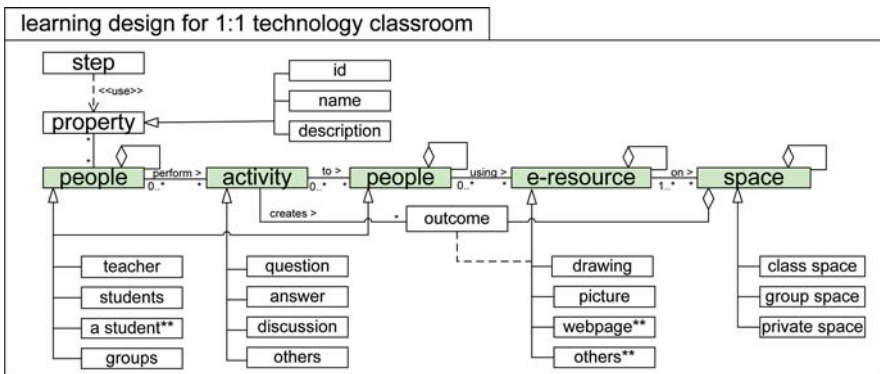 learning design for 1:1 technology classroom
step
<<use>>
property
id
name
description
*
*
people perform > activity to > people using > e-resource on > space
0..* * 0..* * 0..* * 1..* *
creates > * outcome
teacher question drawing class space
students answer picture group space
a student** discussion webpage** private space
groups others others**